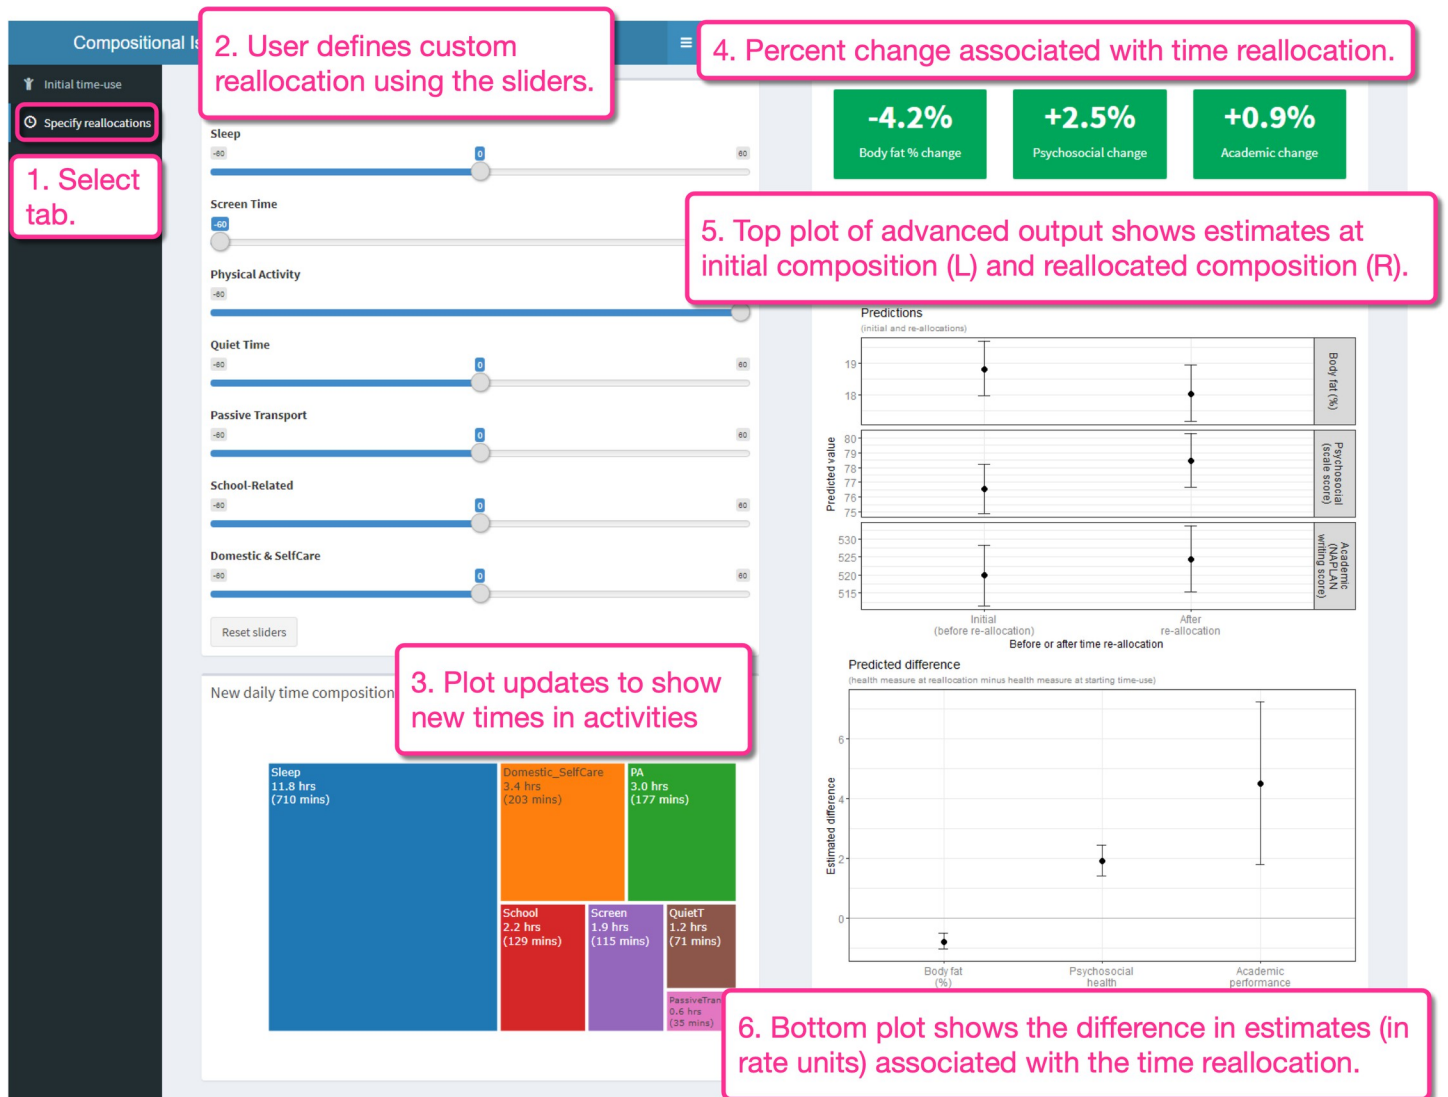 Compositional Is
2. User defines custom
reallocation using the sliders.
4. Percent change associated with time reallocation.
Initial time-use
Specify reallocations
1. Select
tab.
-4.2%
Body fat % change
+2.5%
Psychosocial change
+0.9%
Academic change
Sleep
-60
0
60
Screen Time
-60
5. Top plot of advanced output shows estimates at
initial composition (L) and reallocated composition (R).
Physical Activity
-60
Quiet Time
-60
0
60
Passive Transport
-60
0
60
School-Related
-60
0
60
Domestic & SelfCare
-60
0
60
Reset sliders
Predictions
(initial and re-allocations)
19
18
Body fat (%)
80
79
78
77
76
75
Psychosocial
(scale score)
530
525
520
515
Academic
(NAPLAN
writing score)
Predicted value
Initial
(before re-allocation)
After
re-allocation
Before or after time re-allocation
3. Plot updates to show
new times in activities
New daily time composition
Sleep
11.8 hrs
(710 mins)
Domestic_SelfCare
3.4 hrs
(203 mins)
PA
3.0 hrs
(177 mins)
School
2.2 hrs
(129 mins)
Screen
1.9 hrs
(115 mins)
QuietT
1.2 hrs
(71 mins)
PassiveTran
0.6 hrs
(35 mins)
Predicted difference
(health measure at reallocation minus health measure at starting time-use)
6
4
2
0
Estimated difference
Body fat
(%)
Psychosocial
health
Academic
performance
6. Bottom plot shows the difference in estimates (in
rate units) associated with the time reallocation.